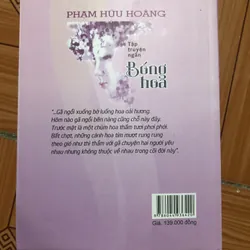 PHẠM HỮU HOÀNG
Tập
truyện
ngắn
Bóng
hoa
"...Gã ngồi xuống bờ luống hoa cải hương.
Hôm nào gã ngồi bên nàng cũng chỗ này đây.
Trước mặt là một chùm hoa thắm tươi phơi phới.
Bất chợt, những cánh hoa tím mượt rung rung
theo gió như thì thầm với gã chuyện hai người yêu
nhau nhưng không thuộc về nhau trong cõi đời này".
Giá: 139.000 đồng